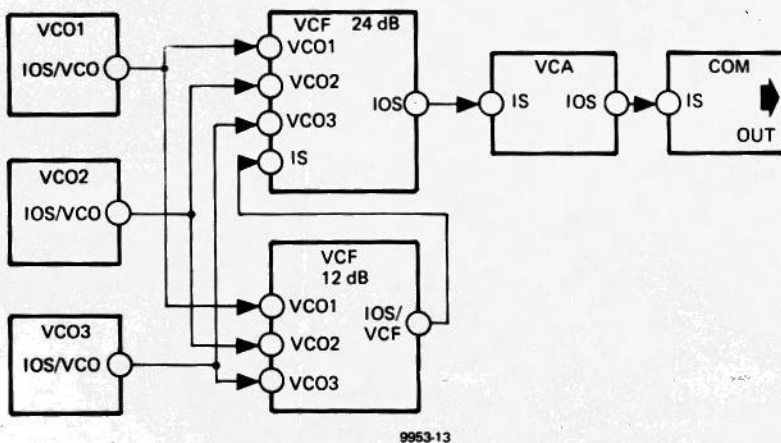 VCO1
IOS/VCO
VCO2
IOS/VCO
VCO3
IOS/VCO
VCF 24 dB
VCO1
VCO2
VCO3
IS
IOS
VCF
12 dB
VCO1
VCO2
VCO3
IOS/
VCF
VCA
IS
IOS
COM
IS
OUT
9953-13